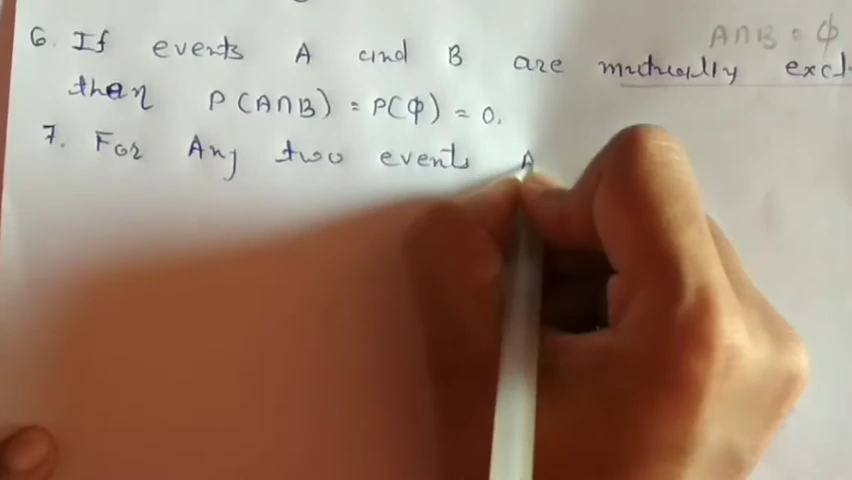 A∩B = ϕ
6. If events A and B are mutually excl
then P(A∩B) = P(ϕ) = 0.
7. For Any two events A